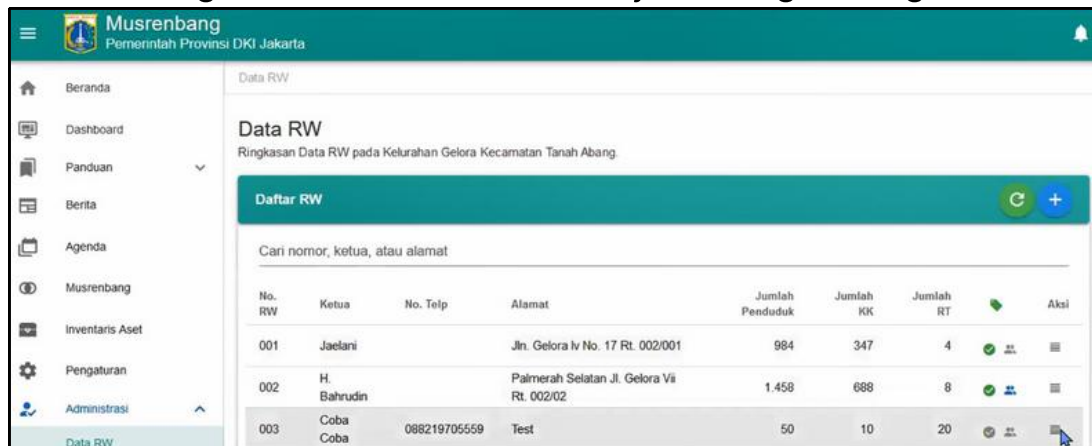 Musrenbang
Pemerintah Provinsi DKI Jakarta
Beranda
Dashboard
Panduan
Berita
Agenda
Musrenbang
Inventaris Aset
Pengaturan
Administrasi
Data RW
Data RW
Data RW
Ringkasan Data RW pada Kelurahan Gelora Kecamatan Tanah Abang.
Daftar RW
Cari nomor, ketua, atau alamat
No. RW Ketua No. Telp Alamat Jumlah Penduduk Jumlah KK Jumlah RT Aksi
001 Jaelani Jln. Gelora Iv No. 17 Rt. 002/001 984 347 4
002 H. Bahrudin Palmerah Selatan Jl. Gelora Vii Rt. 002/02 1.458 688 8
003 Coba Coba 088219705559 Test 50 10 20